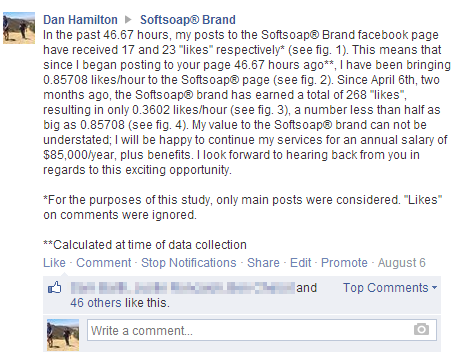 Dan Hamilton ▸ Softsoap® Brand
In the past 46.67 hours, my posts to the Softsoap® Brand facebook page
have received 17 and 23 "likes" respectively* (see fig. 1). This means that
since I began posting to your page 46.67 hours ago**, I have been bringing
0.85708 likes/hour to the Softsoap® page (see fig. 2). Since April 6th, two
months ago, the Softsoap® brand has earned a total of 268 "likes",
resulting in only 0.3602 likes/hour (see fig. 3), a number less than half as
big as 0.85708 (see fig. 4). My value to the Softsoap® brand can not be
understated; I will be happy to continue my services for an annual salary of
$85,000/year, plus benefits. I look forward to hearing back from you in
regards to this exciting opportunity.
*For the purposes of this study, only main posts were considered. "Likes"
on comments were ignored.
**Calculated at time of data collection
Like · Comment · Stop Notifications · Share · Edit · Promote · August 6
and
46 others like this.
Top Comments
Write a comment...